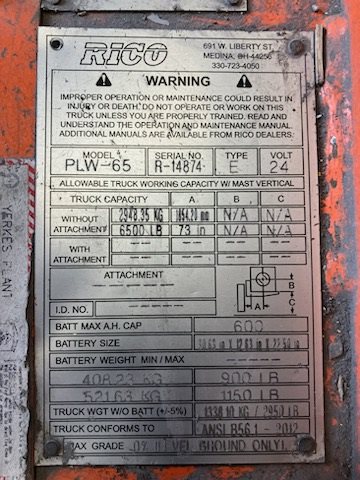 RICO
691 W. LIBERTY ST.
MEDINA, OH 44256
330-723-4050
WARNING
IMPROPER OPERATION OR MAINTENANCE COULD RESULT IN
INJURY OR DEATH. DO NOT OPERATE OR WORK ON THIS
TRUCK UNLESS YOU ARE PROPERLY TRAINED. READ AND
UNDERSTAND THE OPERATION AND MAINTENANCE MANUAL.
ADDITIONAL MANUALS ARE AVAILABLE FROM RICO DEALERS.
MODEL SERIAL NO. TYPE VOLT
PLW-65 R-14874 E 24
ALLOWABLE TRUCK WORKING CAPACITY W/ MAST VERTICAL
TRUCK CAPACITY A B C
WITHOUT ATTACHMENT 2948.35 KG 1854.20 mm N/A N/A
6500 LB 73 in N/A N/A
WITH ATTACHMENT
ATTACHMENT
A B C
I.D. NO.
BATT MAX A.H. CAP 600
BATTERY SIZE
BATTERY WEIGHT MIN / MAX
408.23 KG 900 LB
521.63 KG 1150 LB
TRUCK WGT W/O BATT (+/-5%) 1338.10 KG / 2950 LB
TRUCK CONFORMS TO ANSI B56.1 - 2012
MAX GRADE 0% (LEVEL GROUND ONLY)
YERKES PLANT